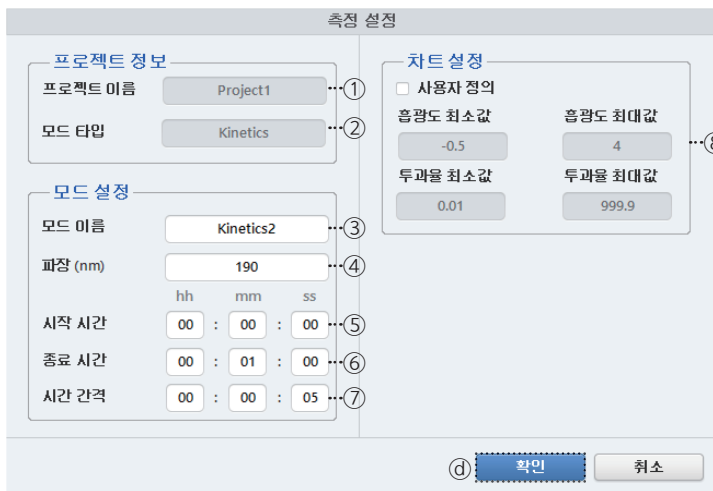 측정 설정
프로젝트 정보
프로젝트 이름 Project1 ①
모드 타입 Kinetics ②
모드 설정
모드 이름 Kinetics2 ③
파장 (nm) 190 ④
hh mm ss
시작 시간 00 : 00 : 00 ⑤
종료 시간 00 : 01 : 00 ⑥
시간 간격 00 : 00 : 05 ⑦
차트 설정
사용자 정의
흡광도 최소값 흡광도 최대값
-0.5 4 ⑧
투과율 최소값 투과율 최대값
0.01 999.9
ⓓ 확인 취소